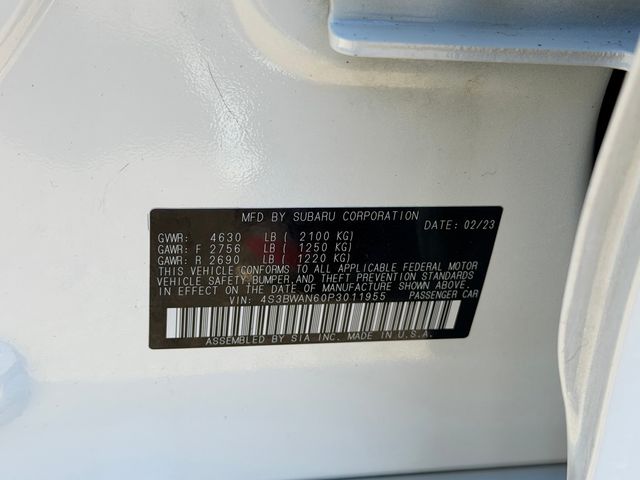 MFD BY SUBARU CORPORATION
DATE: 02/23
GVWR: 4630 LB ( 2100 KG)
GAWR: F 2756 LB ( 1250 KG)
GAWR: R 2690 LB ( 1220 KG)
THIS VEHICLE CONFORMS TO ALL APPLICABLE FEDERAL MOTOR
VEHICLE SAFETY,BUMPER,AND THEFT PREVENTION STANDARDS
IN EFFECT ON THE DATE OF MANUFACTURE SHOWN ABOVE.
VIN: 4S3BWAN60P3011955 PASSENGER CAR
ASSEMBLED BY SIA INC. MADE IN U.S.A.